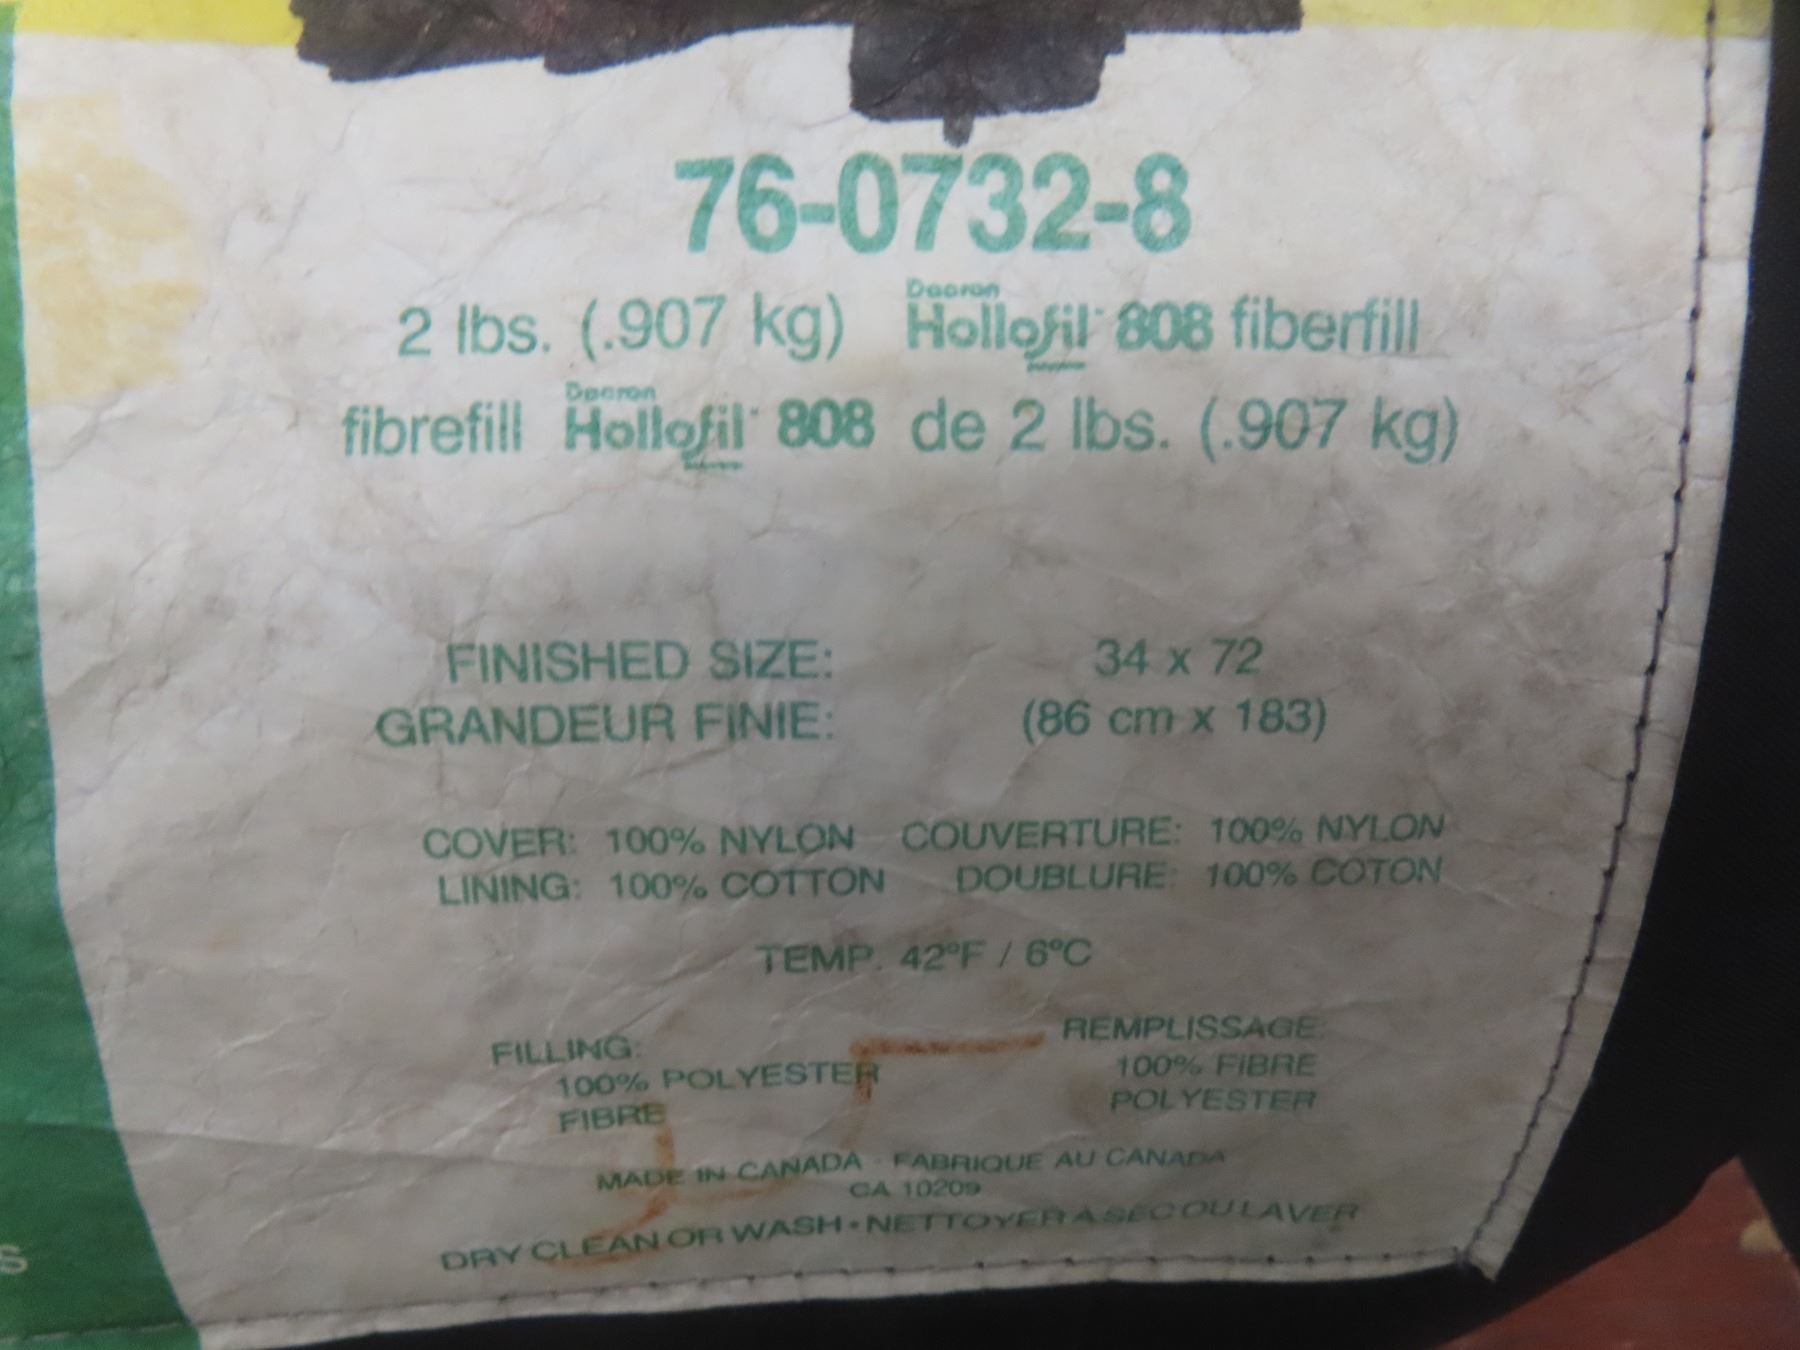 76-0732-8
2 lbs. (.907 kg) Dacron Hollofil 808 fiberfill
fibrefill Dacron Hollofil 808 de 2 lbs. (.907 kg)
FINISHED SIZE: 34 x 72
GRANDEUR FINIE: (86 cm x 183)
COVER: 100% NYLON COUVERTURE: 100% NYLON
LINING: 100% COTTON DOUBLURE: 100% COTON
TEMP. 42°F / 6°C
FILLING: REMPLISSAGE:
100% POLYESTER 100% FIBRE
FIBRE POLYESTER
MADE IN CANADA - FABRIQUE AU CANADA
CA 10209
DRY CLEAN OR WASH • NETTOYER A SEC OU LAVER
S